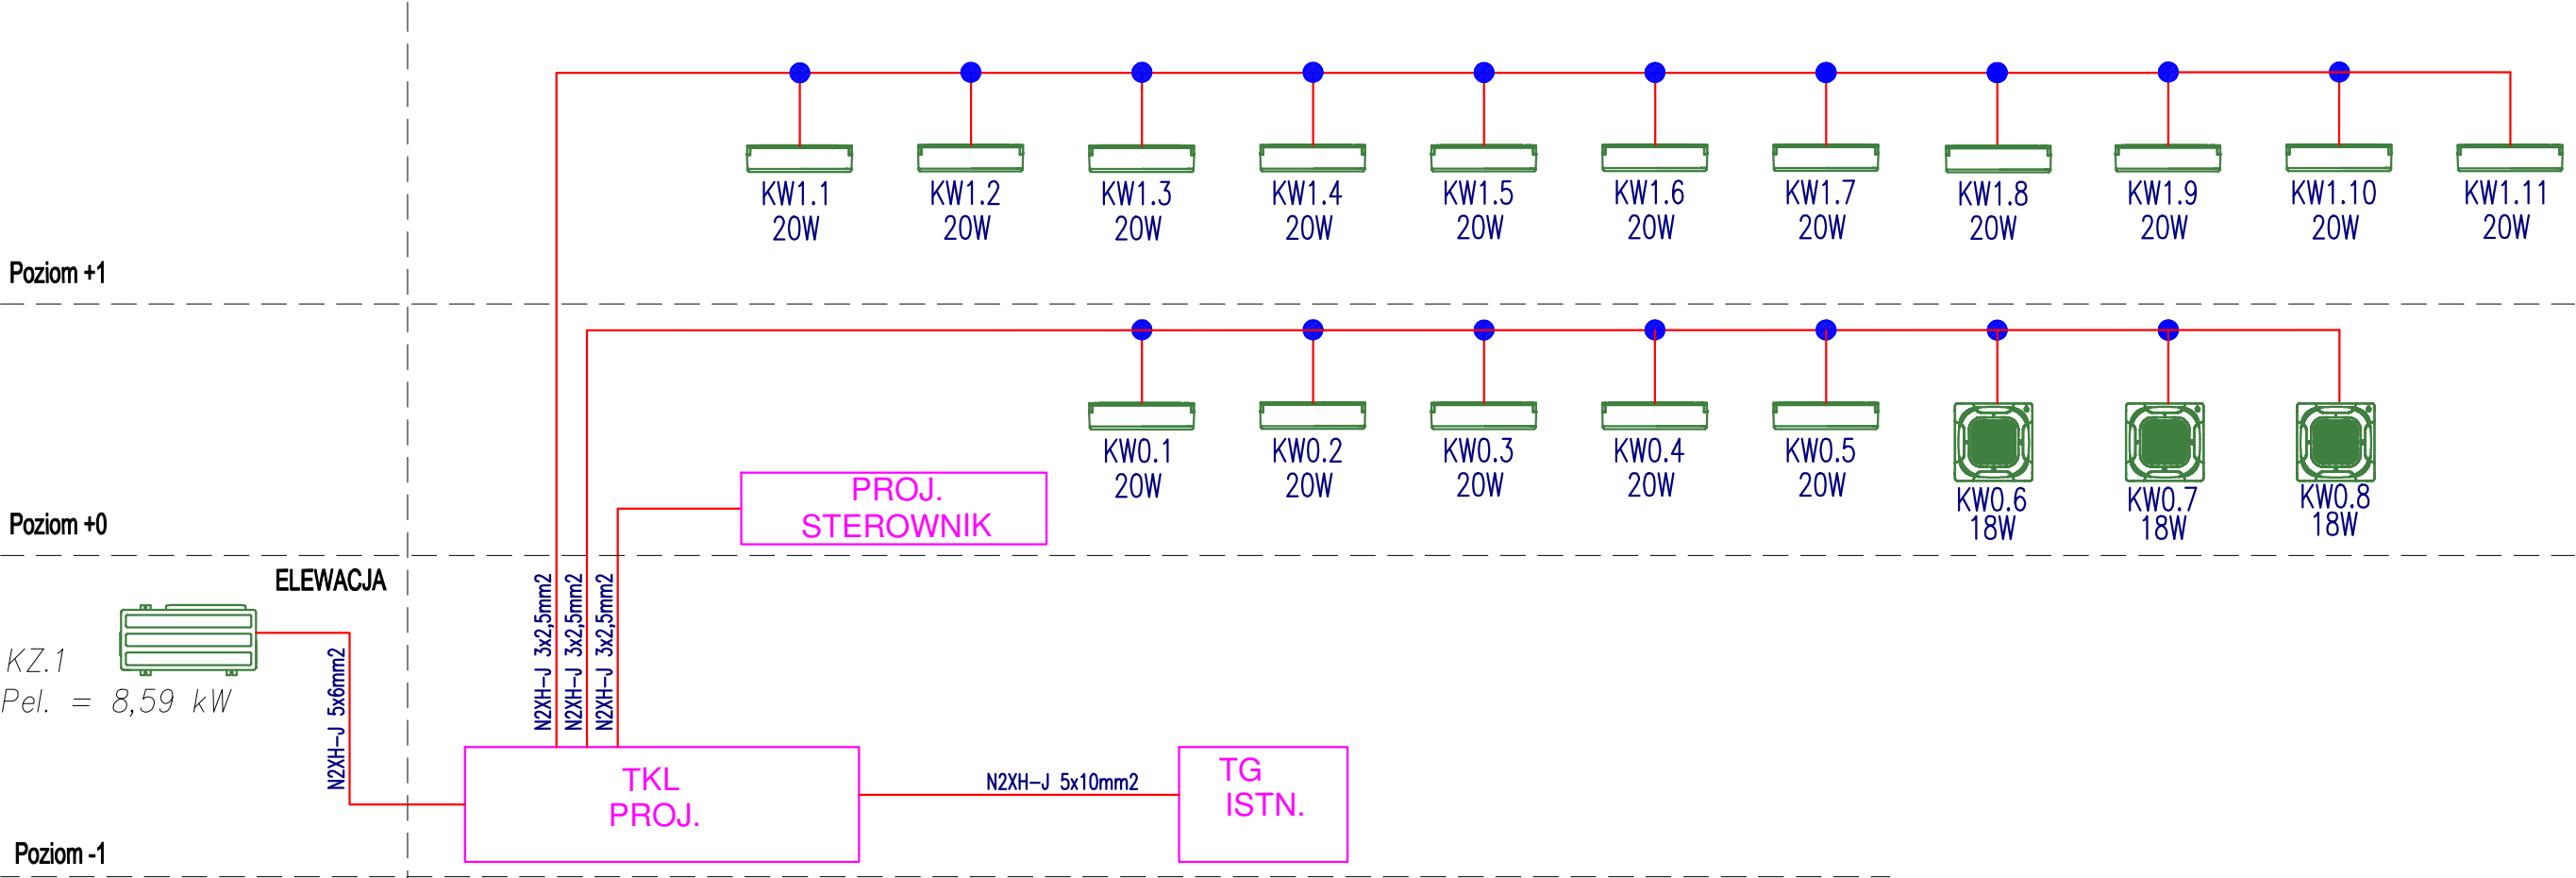 KW1.1
20W
KW1.2
20W
KW1.3
20W
KW1.4
20W
KW1.5
20W
KW1.6
20W
KW1.7
20W
KW1.8
20W
KW1.9
20W
KW1.10
20W
KW1.11
20W
Poziom +1
KW0.1
20W
KW0.2
20W
KW0.3
20W
KW0.4
20W
KW0.5
20W
KW0.6
18W
KW0.7
18W
KW0.8
18W
PROJ.
STEROWNIK
Poziom +0
ELEWACJA
KZ.1
Pel. = 8,59 kW
N2XH-J 5x6mm2
N2XH-J 3x2,5mm2
N2XH-J 3x2,5mm2
N2XH-J 3x2,5mm2
TKL
PROJ.
N2XH-J 5x10mm2
TG
ISTN.
Poziom -1